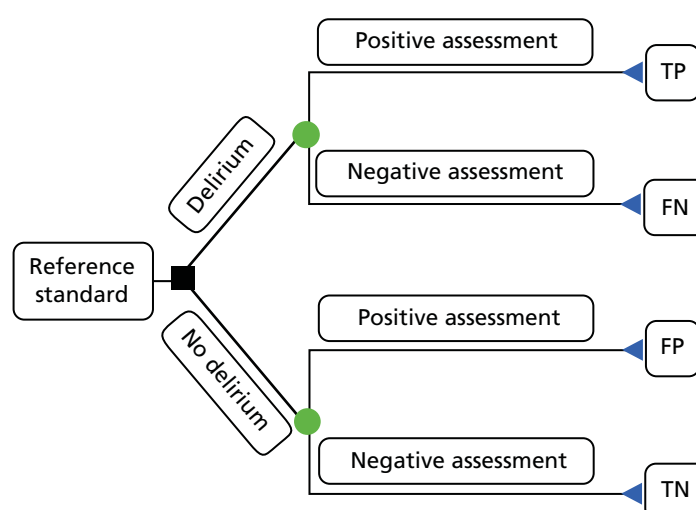 Positive assessment
TP
Delirium
Negative assessment
FN
Reference
standard
Positive assessment
FP
No delirium
Negative assessment
TN